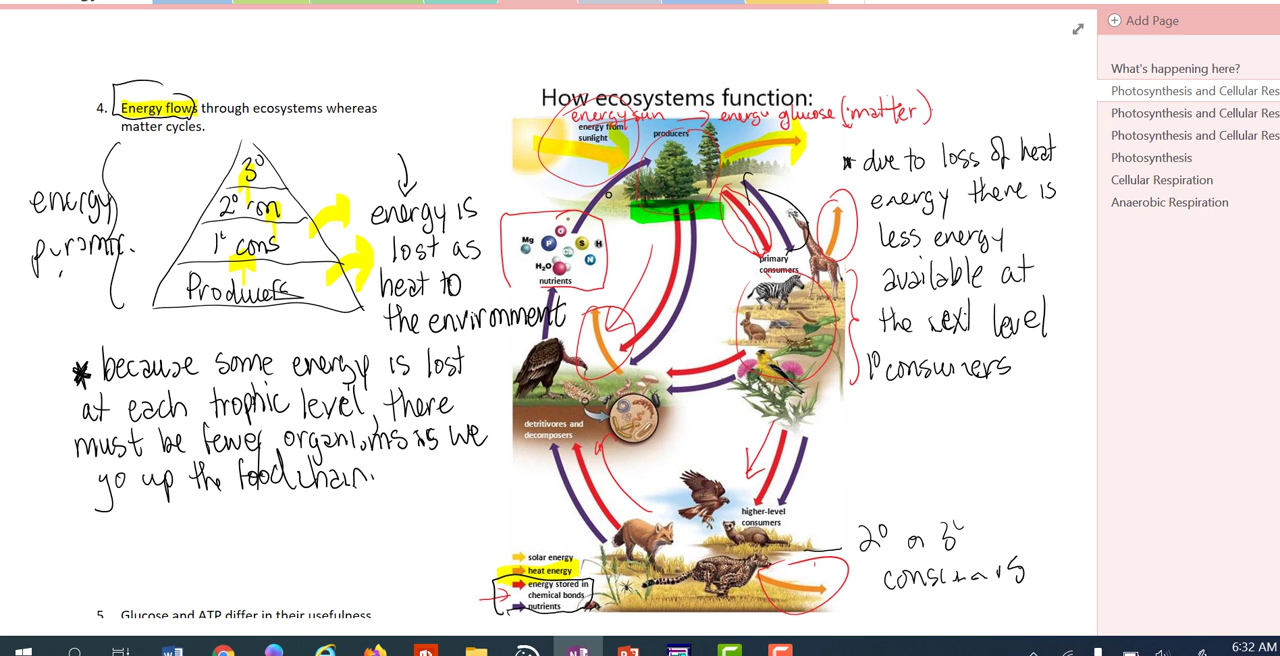 Add Page
What's happening here?
Photosynthesis and Cellular Res
Photosynthesis and Cellular Res
Photosynthesis and Cellular Res
Photosynthesis
Cellular Respiration
Anaerobic Respiration
4. Energy flows through ecosystems whereas
matter cycles.
energy
3°
2° con
1° cons
Producers
energy is
lost as
heat to
the environment
* because some energy is lost
at each trophic level, there
must be fewer organisms as we
go up the food chain.
How ecosystems function:
energy sun → energy glucose (matter)
energy from
sunlight
producers
Mg
P
S
H
N
H₂O
nutrients
primary
consumers
detritivores and
decomposers
higher-level
consumers
solar energy
heat energy
energy stored in
chemical bonds
nutrients
* due to loss of heat
energy there is
less energy
available at
the next level
1° consumers
2° or 3°
consumers
5. Glucose and ATP differ in their usefulness
6:32 AM